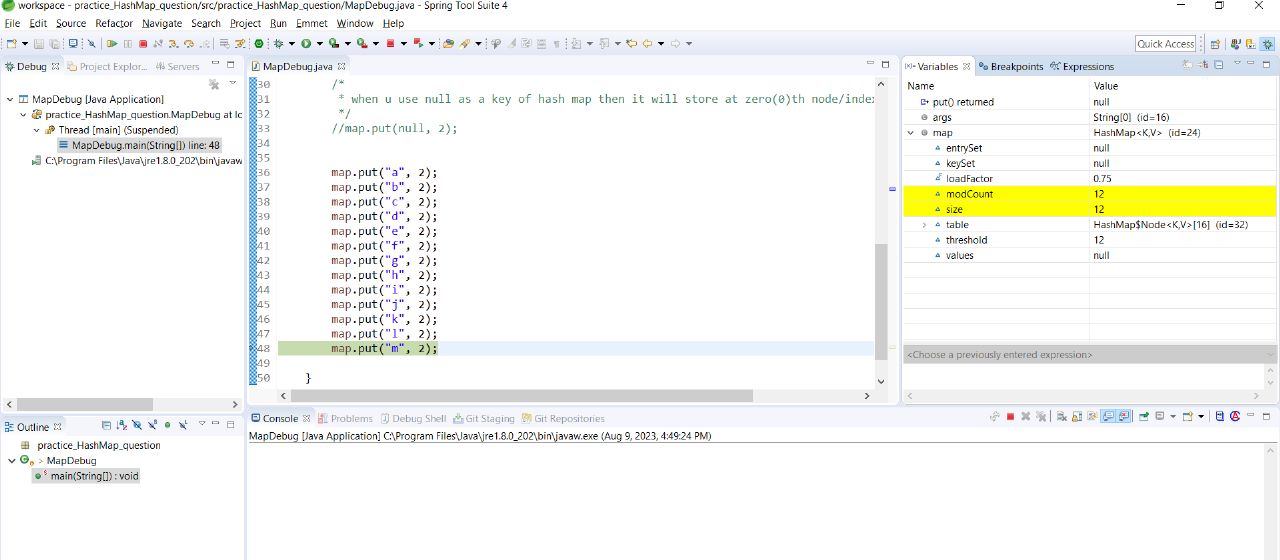 workspace - practice_HashMap_question/src/practice_HashMap_question/MapDebug.java - Spring Tool Suite 4
File Edit Source Refactor Navigate Search Project Run Emmet Window Help
Quick Access
Debug Project Explor... Servers
MapDebug [Java Application]
practice_HashMap_question.MapDebug at lc
Thread [main] (Suspended)
MapDebug.main(String[]) line: 48
C:\Program Files\Java\jre1.8.0_202\bin\javaw
MapDebug.java
30 /*
31 * when u use null as a key of hash map then it will store at zero(0)th node/index
32 */
33 //map.put(null, 2);
34
35
36 map.put("a", 2);
37 map.put("b", 2);
38 map.put("c", 2);
39 map.put("d", 2);
40 map.put("e", 2);
41 map.put("f", 2);
42 map.put("g", 2);
43 map.put("h", 2);
44 map.put("i", 2);
45 map.put("j", 2);
46 map.put("k", 2);
47 map.put("l", 2);
48 map.put("m", 2);
49
50 }
Variables Breakpoints Expressions
Name Value
put() returned null
args String[0] (id=16)
map HashMap<K,V> (id=24)
entrySet null
keySet null
loadFactor 0.75
modCount 12
size 12
table HashMap$Node<K,V>[16] (id=32)
threshold 12
values null
<Choose a previously entered expression>
Outline
practice_HashMap_question
> MapDebug
main(String[]) : void
Console Problems Debug Shell Git Staging Git Repositories
MapDebug [Java Application] C:\Program Files\Java\jre1.8.0_202\bin\javaw.exe (Aug 9, 2023, 4:49:24 PM)